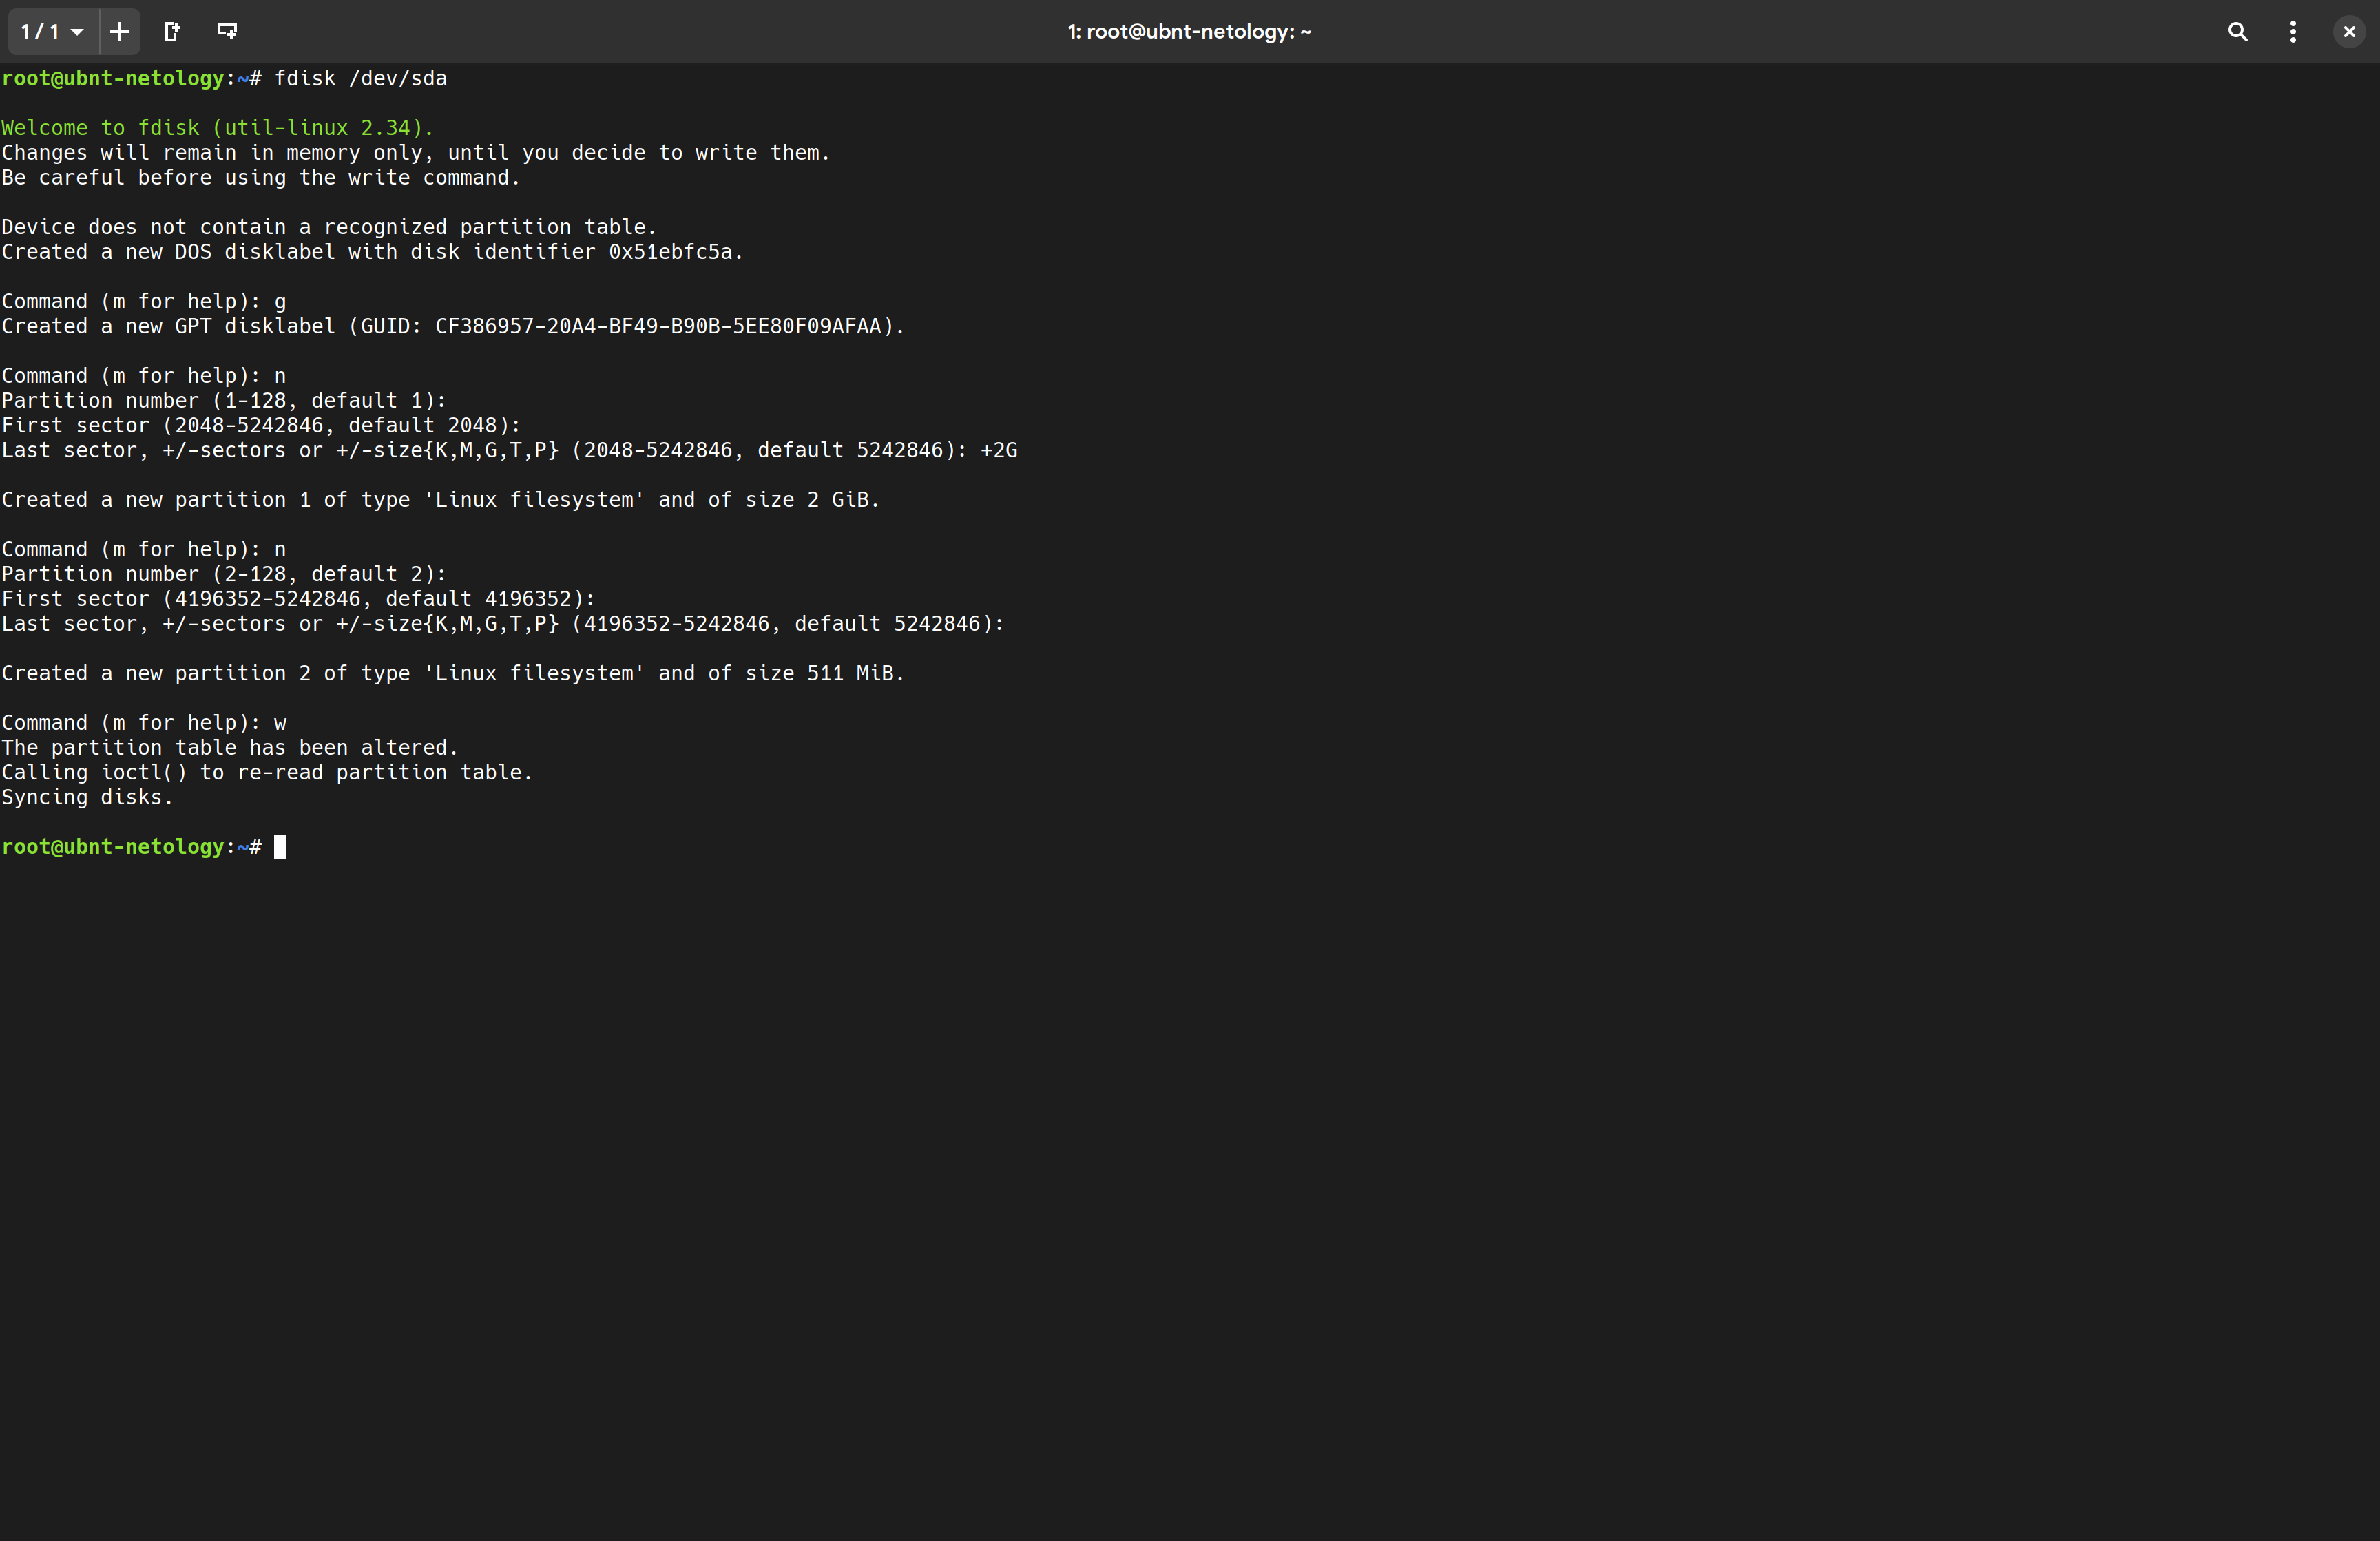 1 / 1
1: root@ubnt-netology: ~
root@ubnt-netology:~# fdisk /dev/sda
Welcome to fdisk (util-linux 2.34).
Changes will remain in memory only, until you decide to write them.
Be careful before using the write command.
Device does not contain a recognized partition table.
Created a new DOS disklabel with disk identifier 0x51ebfc5a.
Command (m for help): g
Created a new GPT disklabel (GUID: CF386957-20A4-BF49-B90B-5EE80F09AFAA).
Command (m for help): n
Partition number (1-128, default 1):
First sector (2048-5242846, default 2048):
Last sector, +/-sectors or +/-size{K,M,G,T,P} (2048-5242846, default 5242846): +2G
Created a new partition 1 of type 'Linux filesystem' and of size 2 GiB.
Command (m for help): n
Partition number (2-128, default 2):
First sector (4196352-5242846, default 4196352):
Last sector, +/-sectors or +/-size{K,M,G,T,P} (4196352-5242846, default 5242846):
Created a new partition 2 of type 'Linux filesystem' and of size 511 MiB.
Command (m for help): w
The partition table has been altered.
Calling ioctl() to re-read partition table.
Syncing disks.
root@ubnt-netology:~#